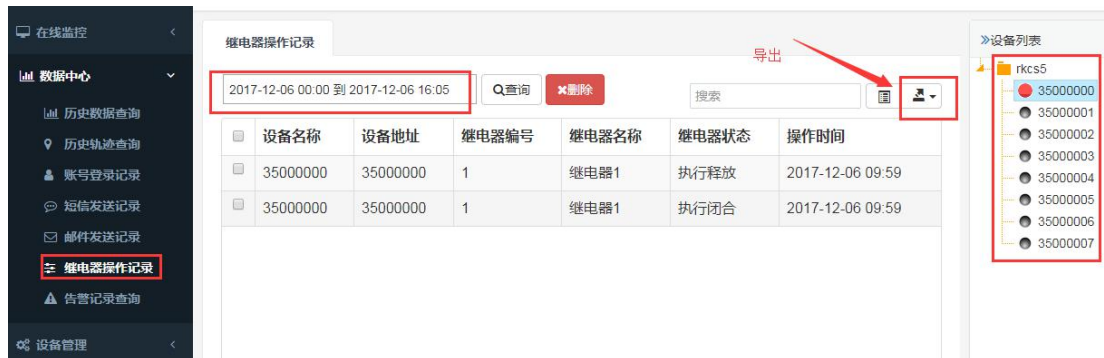 在线监控
数据中心
历史数据查询
历史轨迹查询
账号登录记录
短信发送记录
邮件发送记录
继电器操作记录
告警记录查询
设备管理
继电器操作记录
导出
2017-12-06 00:00 到 2017-12-06 16:05
查询
删除
搜索
设备名称 设备地址 继电器编号 继电器名称 继电器状态 操作时间
35000000 35000000 1 继电器1 执行释放 2017-12-06 09:59
35000000 35000000 1 继电器1 执行闭合 2017-12-06 09:59
设备列表
rkcs5
35000000
35000001
35000002
35000003
35000004
35000005
35000006
35000007